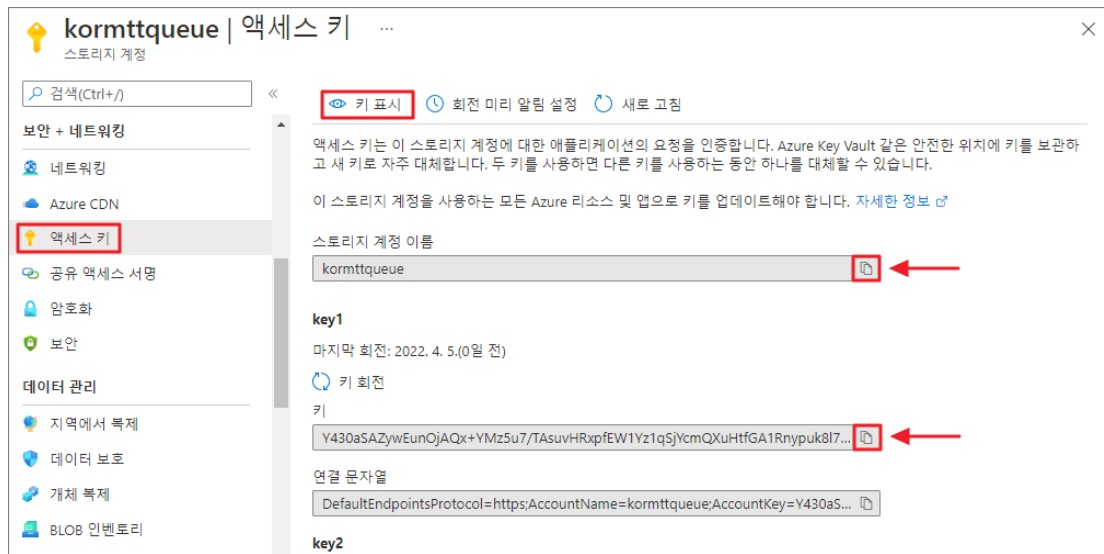 kormttqueue | 액세스 키 ...
스토리지 계정
검색(Ctrl+/)
보안 + 네트워킹
네트워킹
Azure CDN
액세스 키
공유 액세스 서명
암호화
보안
데이터 관리
지역에서 복제
데이터 보호
개체 복제
BLOB 인벤토리
키 표시 회전 미리 알림 설정 새로 고침
액세스 키는 이 스토리지 계정에 대한 애플리케이션의 요청을 인증합니다. Azure Key Vault 같은 안전한 위치에 키를 보관하
고 새 키로 자주 대체합니다. 두 키를 사용하면 다른 키를 사용하는 동안 하나를 대체할 수 있습니다.
이 스토리지 계정을 사용하는 모든 Azure 리소스 및 앱으로 키를 업데이트해야 합니다. 자세한 정보
스토리지 계정 이름
kormttqueue
key1
마지막 회전: 2022. 4. 5.(0일 전)
키 회전
키
Y430aSAZywEunOjAQx+YMz5u7/TAsuvHRxpfEW1Yz1qSjYcmQXuHtfGA1Rnypuk8l7...
연결 문자열
DefaultEndpointsProtocol=https;AccountName=kormttqueue;AccountKey=Y430aS...
key2